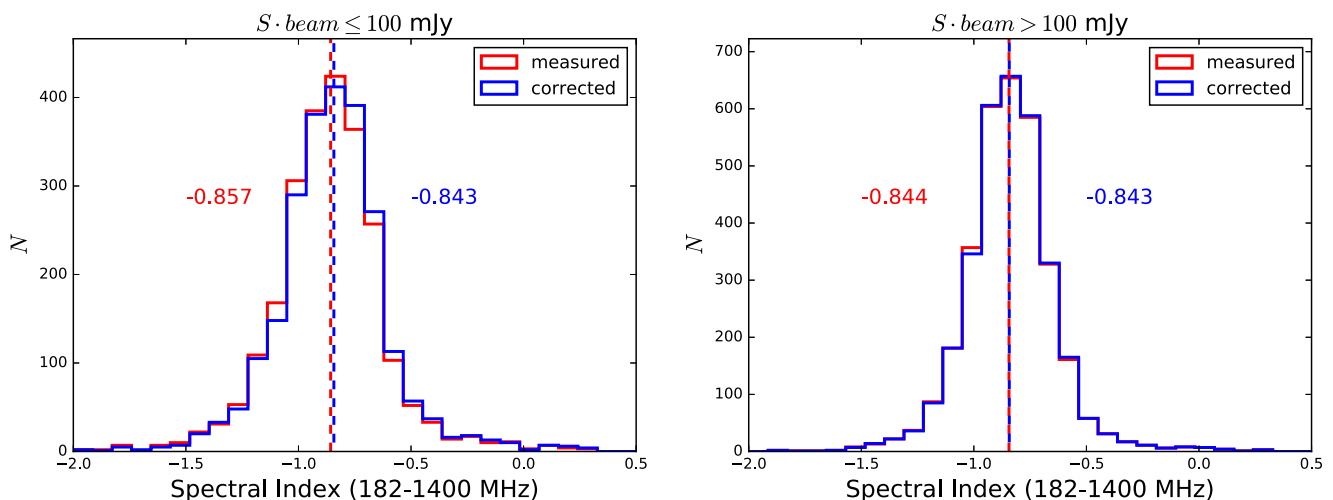 S · beam ≤ 100 mJy
measured
corrected
-0.857
-0.843
N
0
100
200
300
400
−2.0
−1.5
−1.0
−0.5
0.0
0.5
Spectral Index (182-1400 MHz)
S · beam > 100 mJy
measured
corrected
-0.844
-0.843
N
0
100
200
300
400
500
600
700
−2.0
−1.5
−1.0
−0.5
0.0
0.5
Spectral Index (182-1400 MHz)